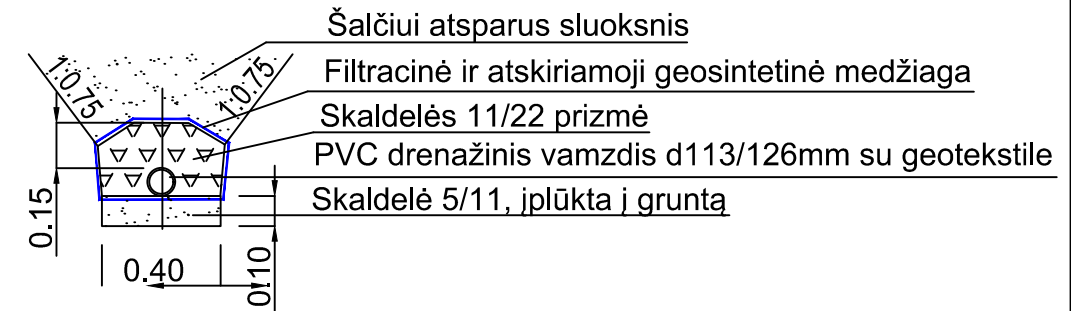 Šalčiui atsparus sluoksnis
Filtracinė ir atskiriamoji geosintetinė medžiaga
Skaldelės 11/22 prizmė
PVC drenažinis vamzdis d113/126mm su geotekstile
Skaldelė 5/11, įplūkta į gruntą
1:0.75
1:0.75
0.15
0.40
0.10